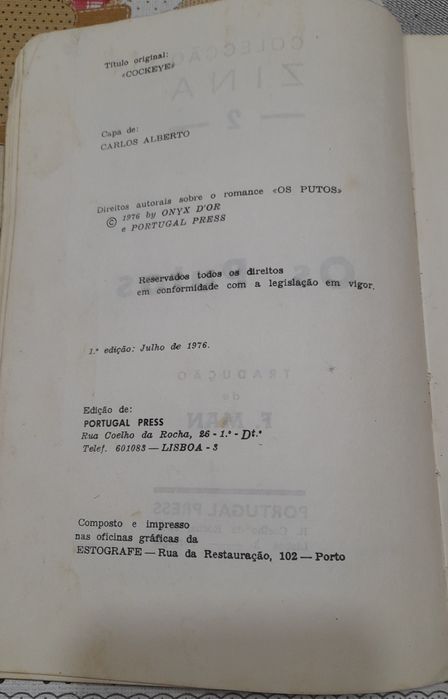 Título original:
«COCKEYE»
Capa de:
CARLOS ALBERTO
Direitos autorais sobre o romance «OS PUTOS»
© 1976 by ONYX D'OR
e PORTUGAL PRESS
Reservados todos os direitos
em conformidade com a legislação em vigor.
1.ª edição: Julho de 1976.
Edição de:
PORTUGAL PRESS
Rua Coelho da Rocha, 26 - 1.º - Dt.º
Telef. 601083 — LISBOA - 3
Composto e impresso
nas oficinas gráficas da
ESTOGRAFE — Rua da Restauração, 102 — Porto